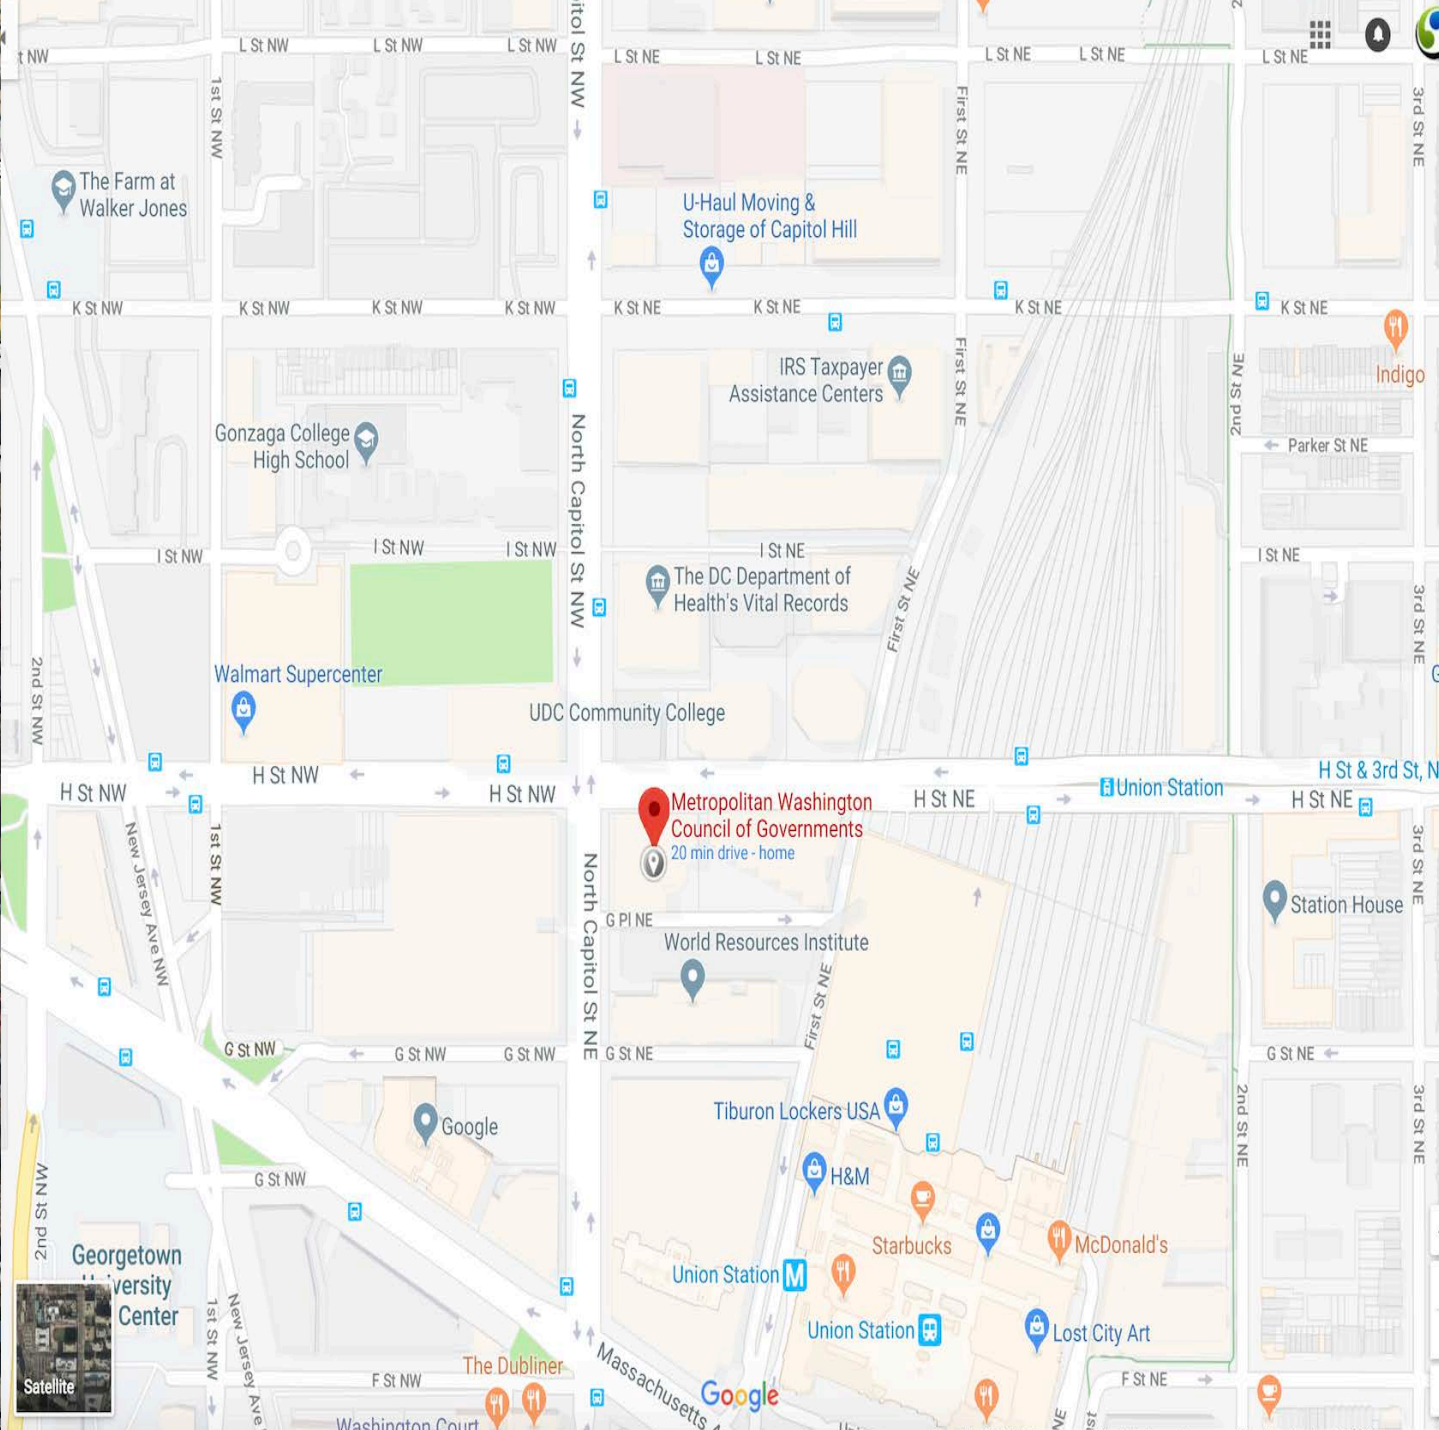 L St NW
L St NW
L St NW
t NW
itol St NW
L St NE
L St NE
L St NE
L St NE
L St NE
1st St NW
First St NE
3rd St NE
The Farm at
Walker Jones
U-Haul Moving &
Storage of Capitol Hill
K St NW
K St NW
K St NW
K St NW
K St NE
K St NE
K St NE
K St NE
IRS Taxpayer
Assistance Centers
First St NE
2nd St NE
Indigo
Gonzaga College
High School
North Capitol St NW
Parker St NE
I St NW
I St NW
I St NW
I St NE
I St NE
The DC Department of
Health's Vital Records
First St NE
3rd St NE
2nd St NW
Walmart Supercenter
G
UDC Community College
H St NW
H St NW
H St NW
H St & 3rd St, N
Union Station
H St NE
H St NE
Metropolitan Washington
Council of Governments
20 min drive - home
New Jersey Ave NW
1st St NW
North Capitol St NE
3rd St NE
Station House
G Pl NE
World Resources Institute
First St NE
G St NW
G St NW
G St NW
G St NE
G St NE
Tiburon Lockers USA
Google
2nd St NE
3rd St NE
H&M
G St NW
2nd St NW
Starbucks
McDonald's
Georgetown
versity
Center
Union Station
M
Union Station
Lost City Art
1st St NW
New Jersey Ave
The Dubliner
Massachusetts A
F St NW
F St NE
Satellite
Google
Washington Court
NE
st